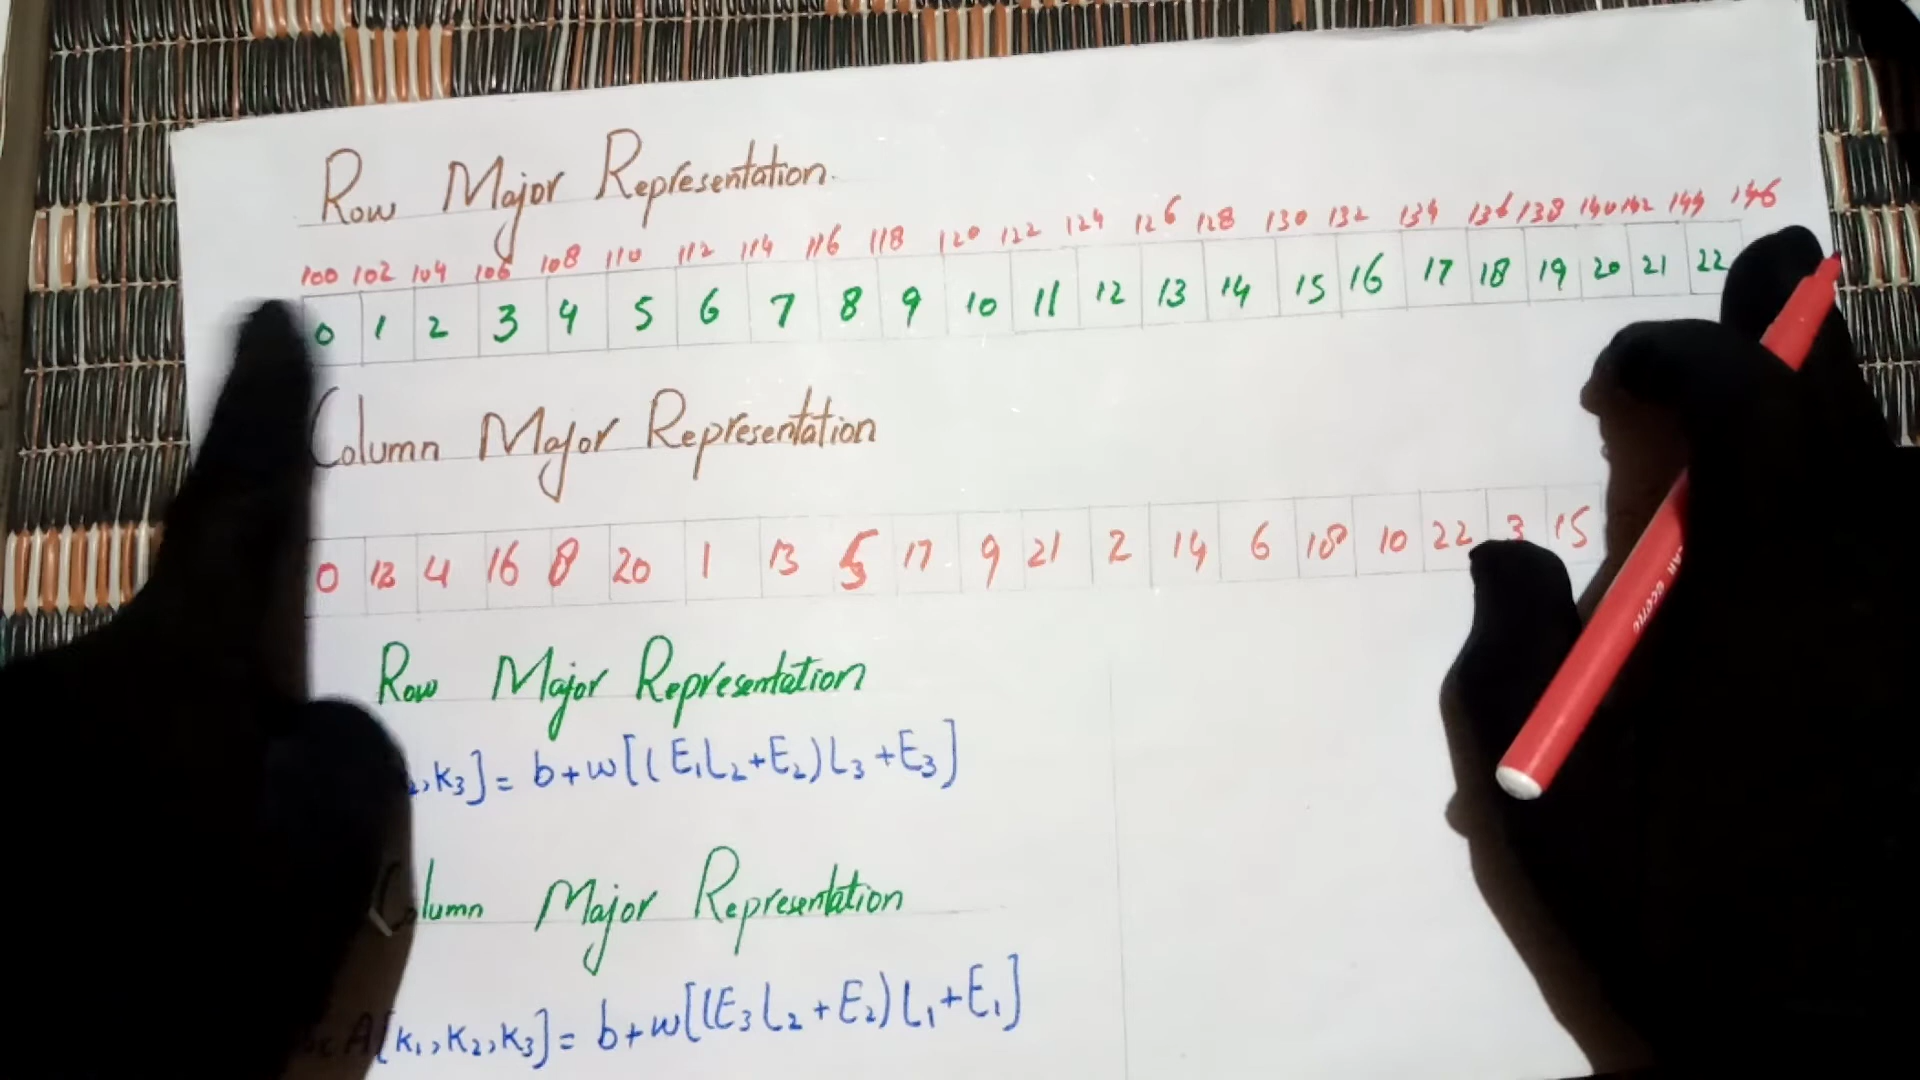 Row Major Representation.
100 102 104 106 108 110 112 114 116 118 120 122 124 126 128 130 132 134 136 138 140 142 144 146
0 1 2 3 4 5 6 7 8 9 10 11 12 13 14 15 16 17 18 19 20 21 22
Column Major Representation
0 12 4 16 8 20 1 13 5 17 9 21 2 14 6 18 10 22 3 15
Row Major Representation
,K₃] = b+w[(E₁L₂+E₂)L₃+E₃]
Column Major Representation
A[K₁,K₂,K₃] = b+w[(E₃L₂+E₂)L₁+E₁]